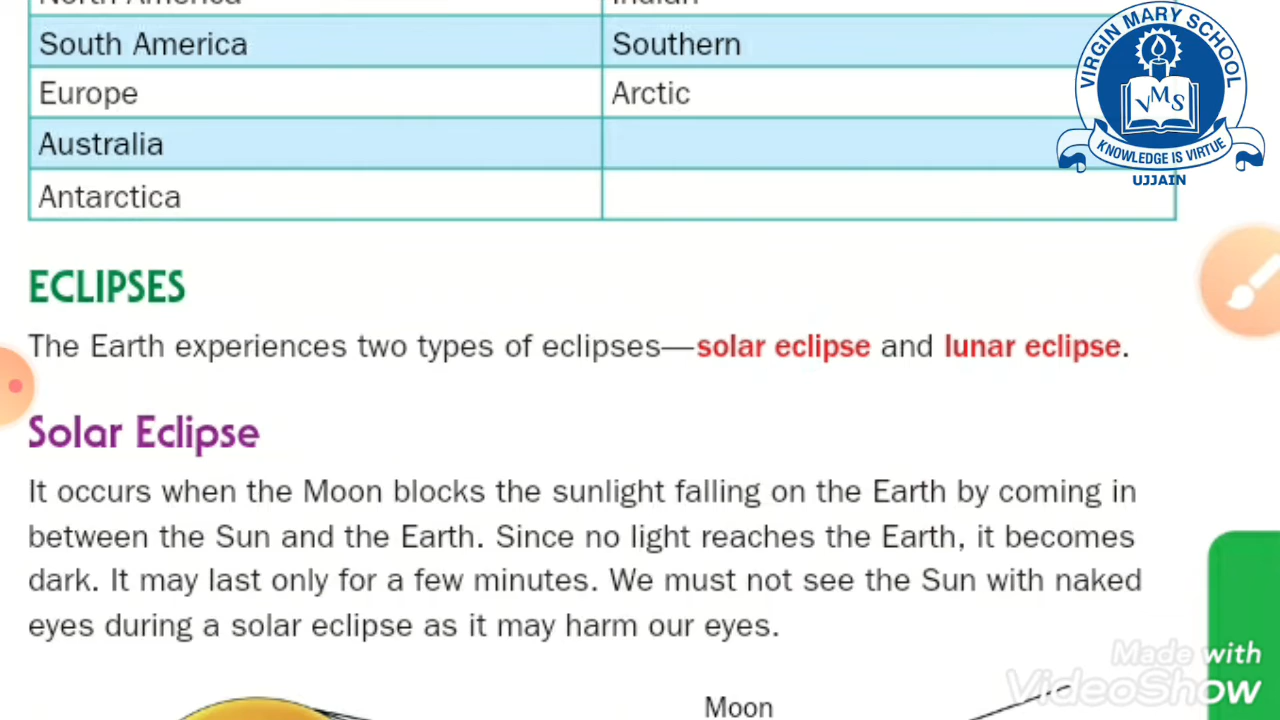 North America Indian
South America Southern
Europe Arctic
Australia
Antarctica
VIRGIN MARY SCHOOL
VMS
KNOWLEDGE IS VIRTUE
UJJAIN
ECLIPSES
The Earth experiences two types of eclipses—solar eclipse and lunar eclipse.
Solar Eclipse
It occurs when the Moon blocks the sunlight falling on the Earth by coming in
between the Sun and the Earth. Since no light reaches the Earth, it becomes
dark. It may last only for a few minutes. We must not see the Sun with naked
eyes during a solar eclipse as it may harm our eyes.
Moon
Made with
VideoShow